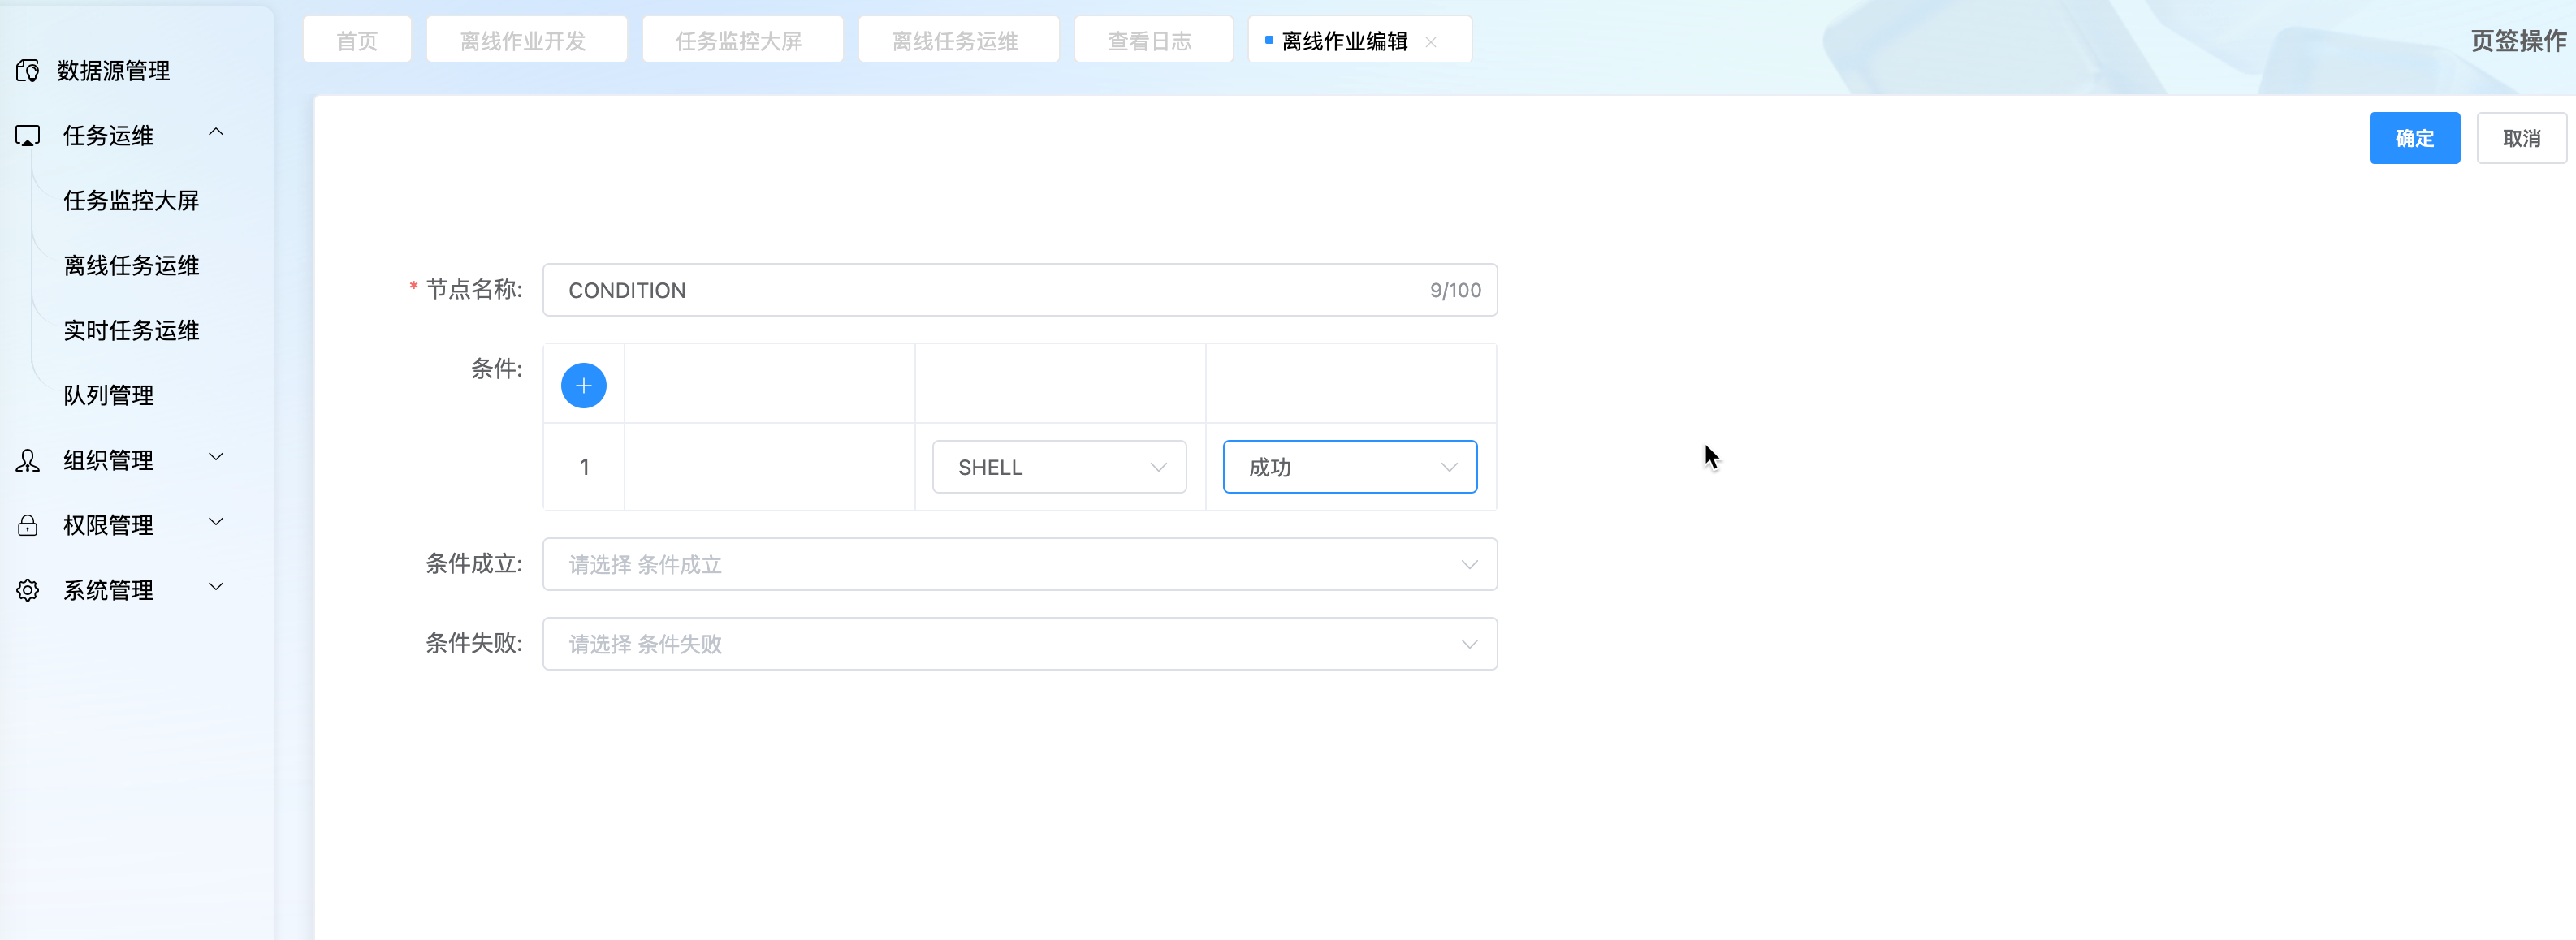 首页
离线作业开发
任务监控大屏
离线任务运维
查看日志
离线作业编辑
页签操作
数据源管理
任务运维
任务监控大屏
离线任务运维
实时任务运维
队列管理
组织管理
权限管理
系统管理
确定
取消
* 节点名称: CONDITION 9/100
条件:
1 SHELL 成功
条件成立: 请选择 条件成立
条件失败: 请选择 条件失败